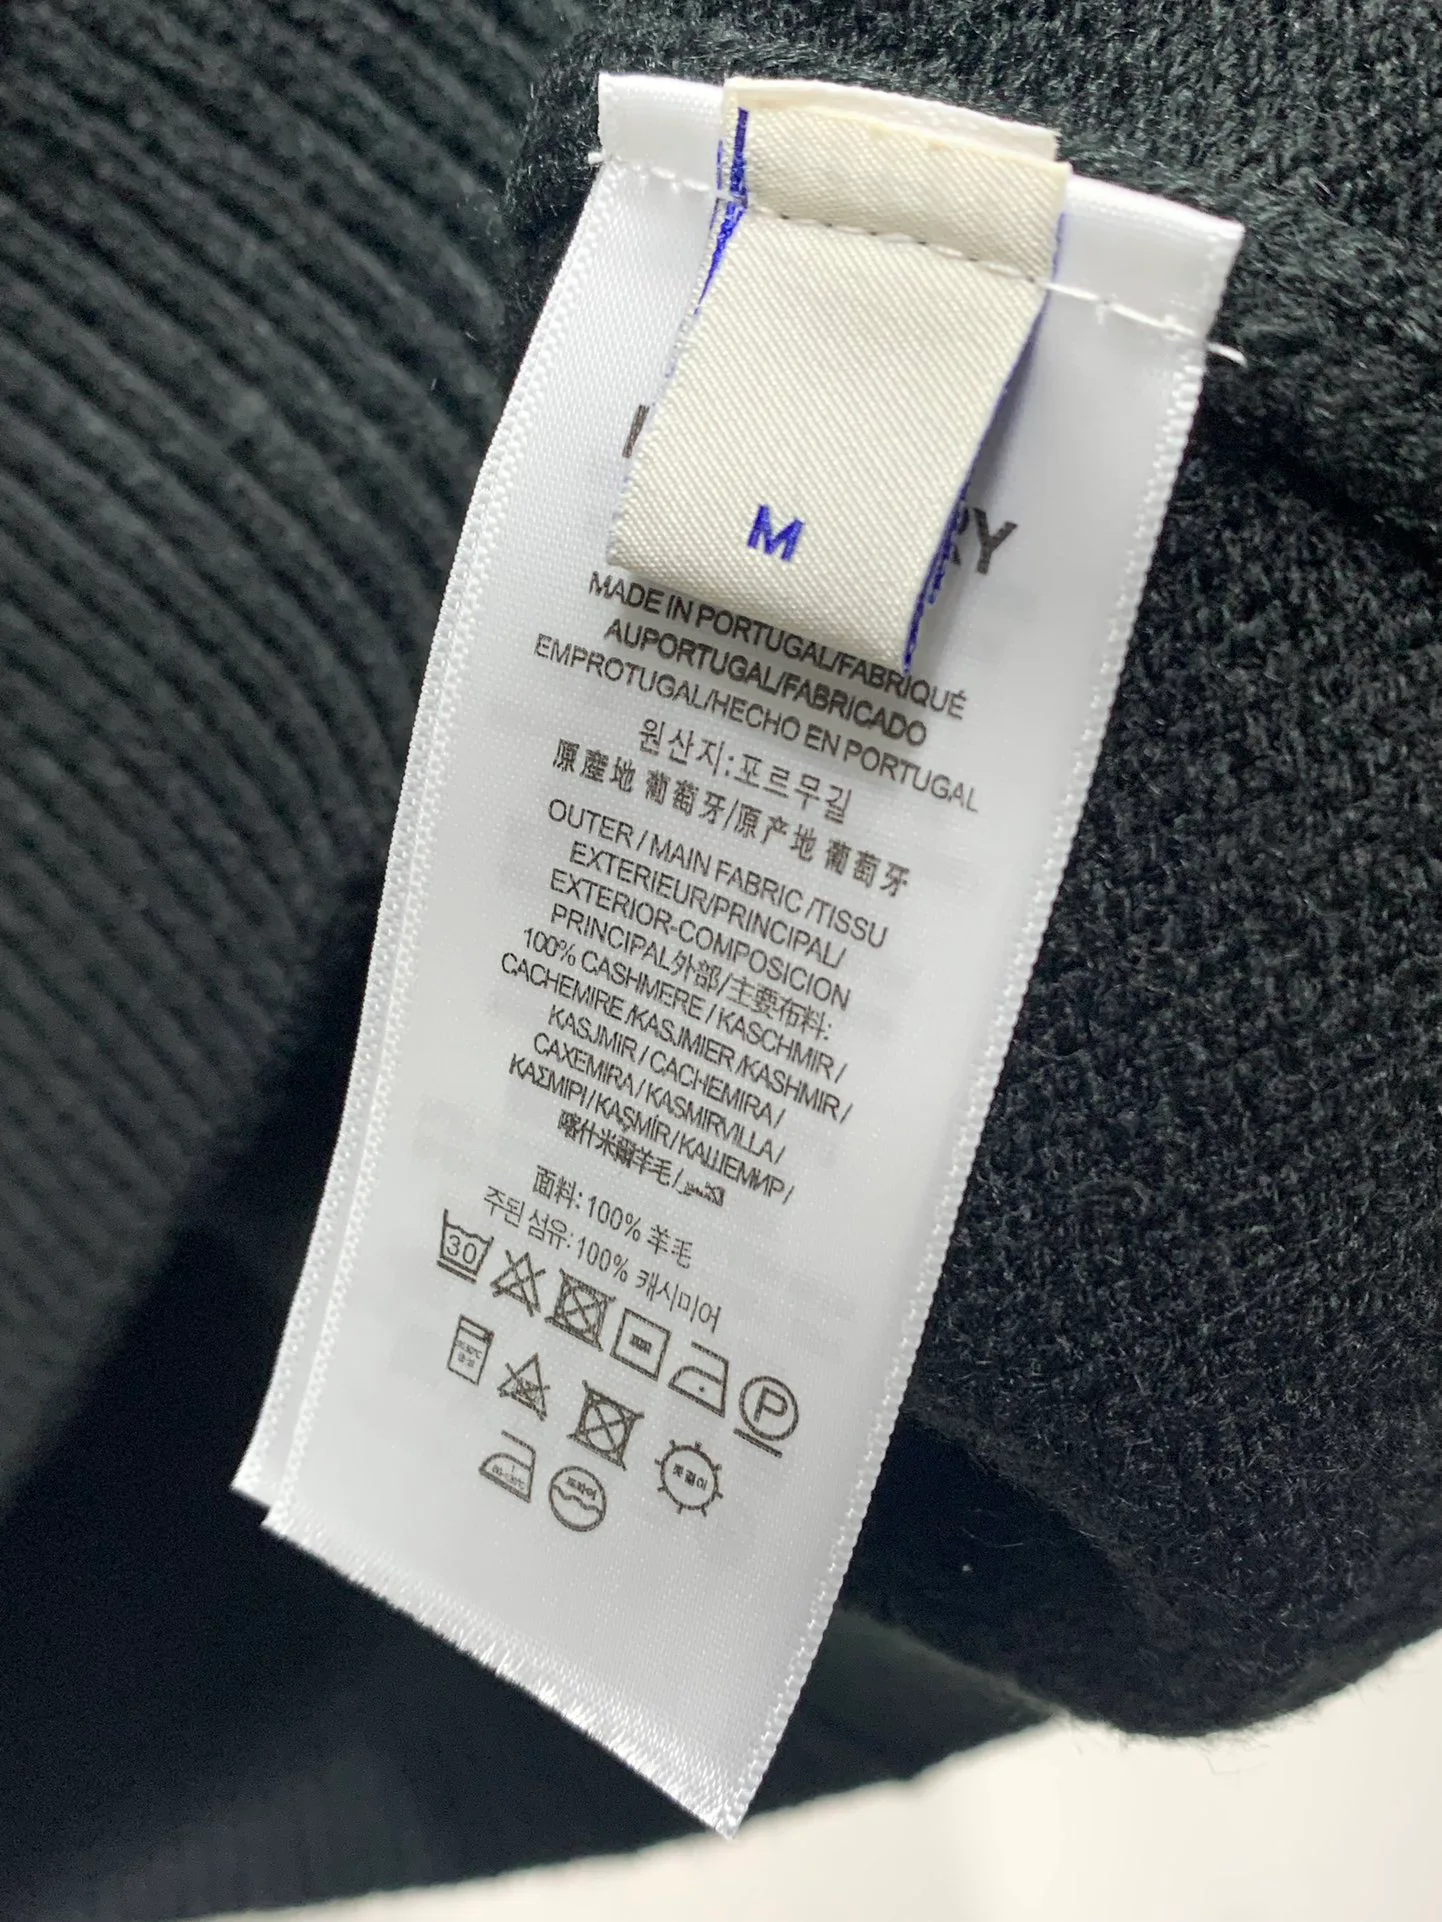 M
RY
MADE IN PORTUGAL/FABRIQUÉ
AUPORTUGAL/FABRICADO
EMPROTUGAL/HECHO EN PORTUGAL
원산지:포르무길
原産地 葡萄牙/原产地 葡萄牙
OUTER / MAIN FABRIC /TISSU
EXTERIEUR/PRINCIPAL/
EXTERIOR-COMPOSICION
PRINCIPAL外部/主要布料:
100% CASHMERE / KASCHMIR /
CACHEMIRE /KASJMIER /KASHMIR /
KASJMIR / CACHEMIRA /
CAXEMIRA / KASMIRVILLA /
ΚΑΣΜΙΡΙ / KAŞMİR / КАШЕМИР /
喀什米爾羊毛 /
面料: 100% 羊毛
주된 섬유: 100% 캐시미어
30
P